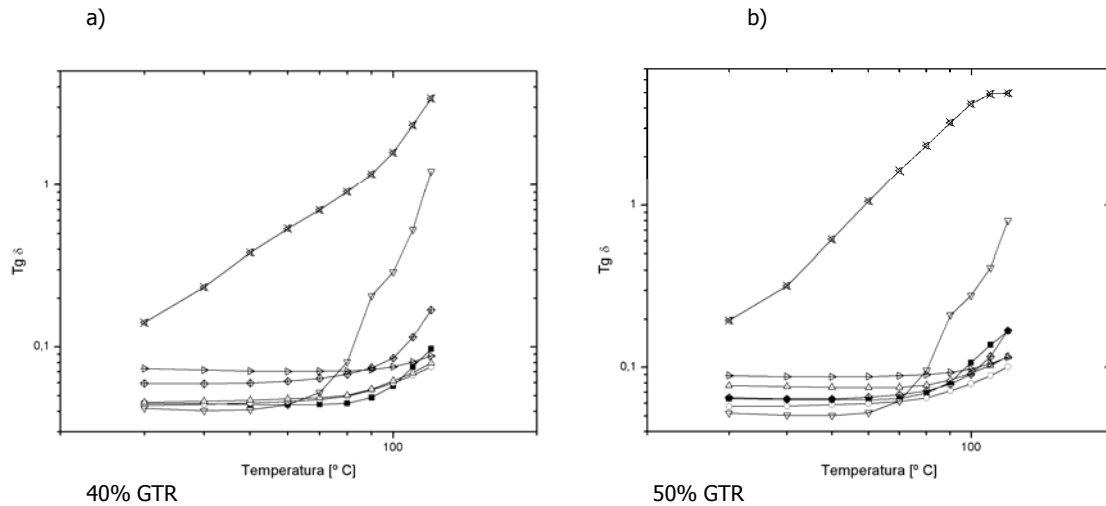 a)
b)
1
0,1
Tg δ
100
Temperatura [º C]
40% GTR
1
0,1
Tg δ
100
Temperatura [º C]
50% GTR